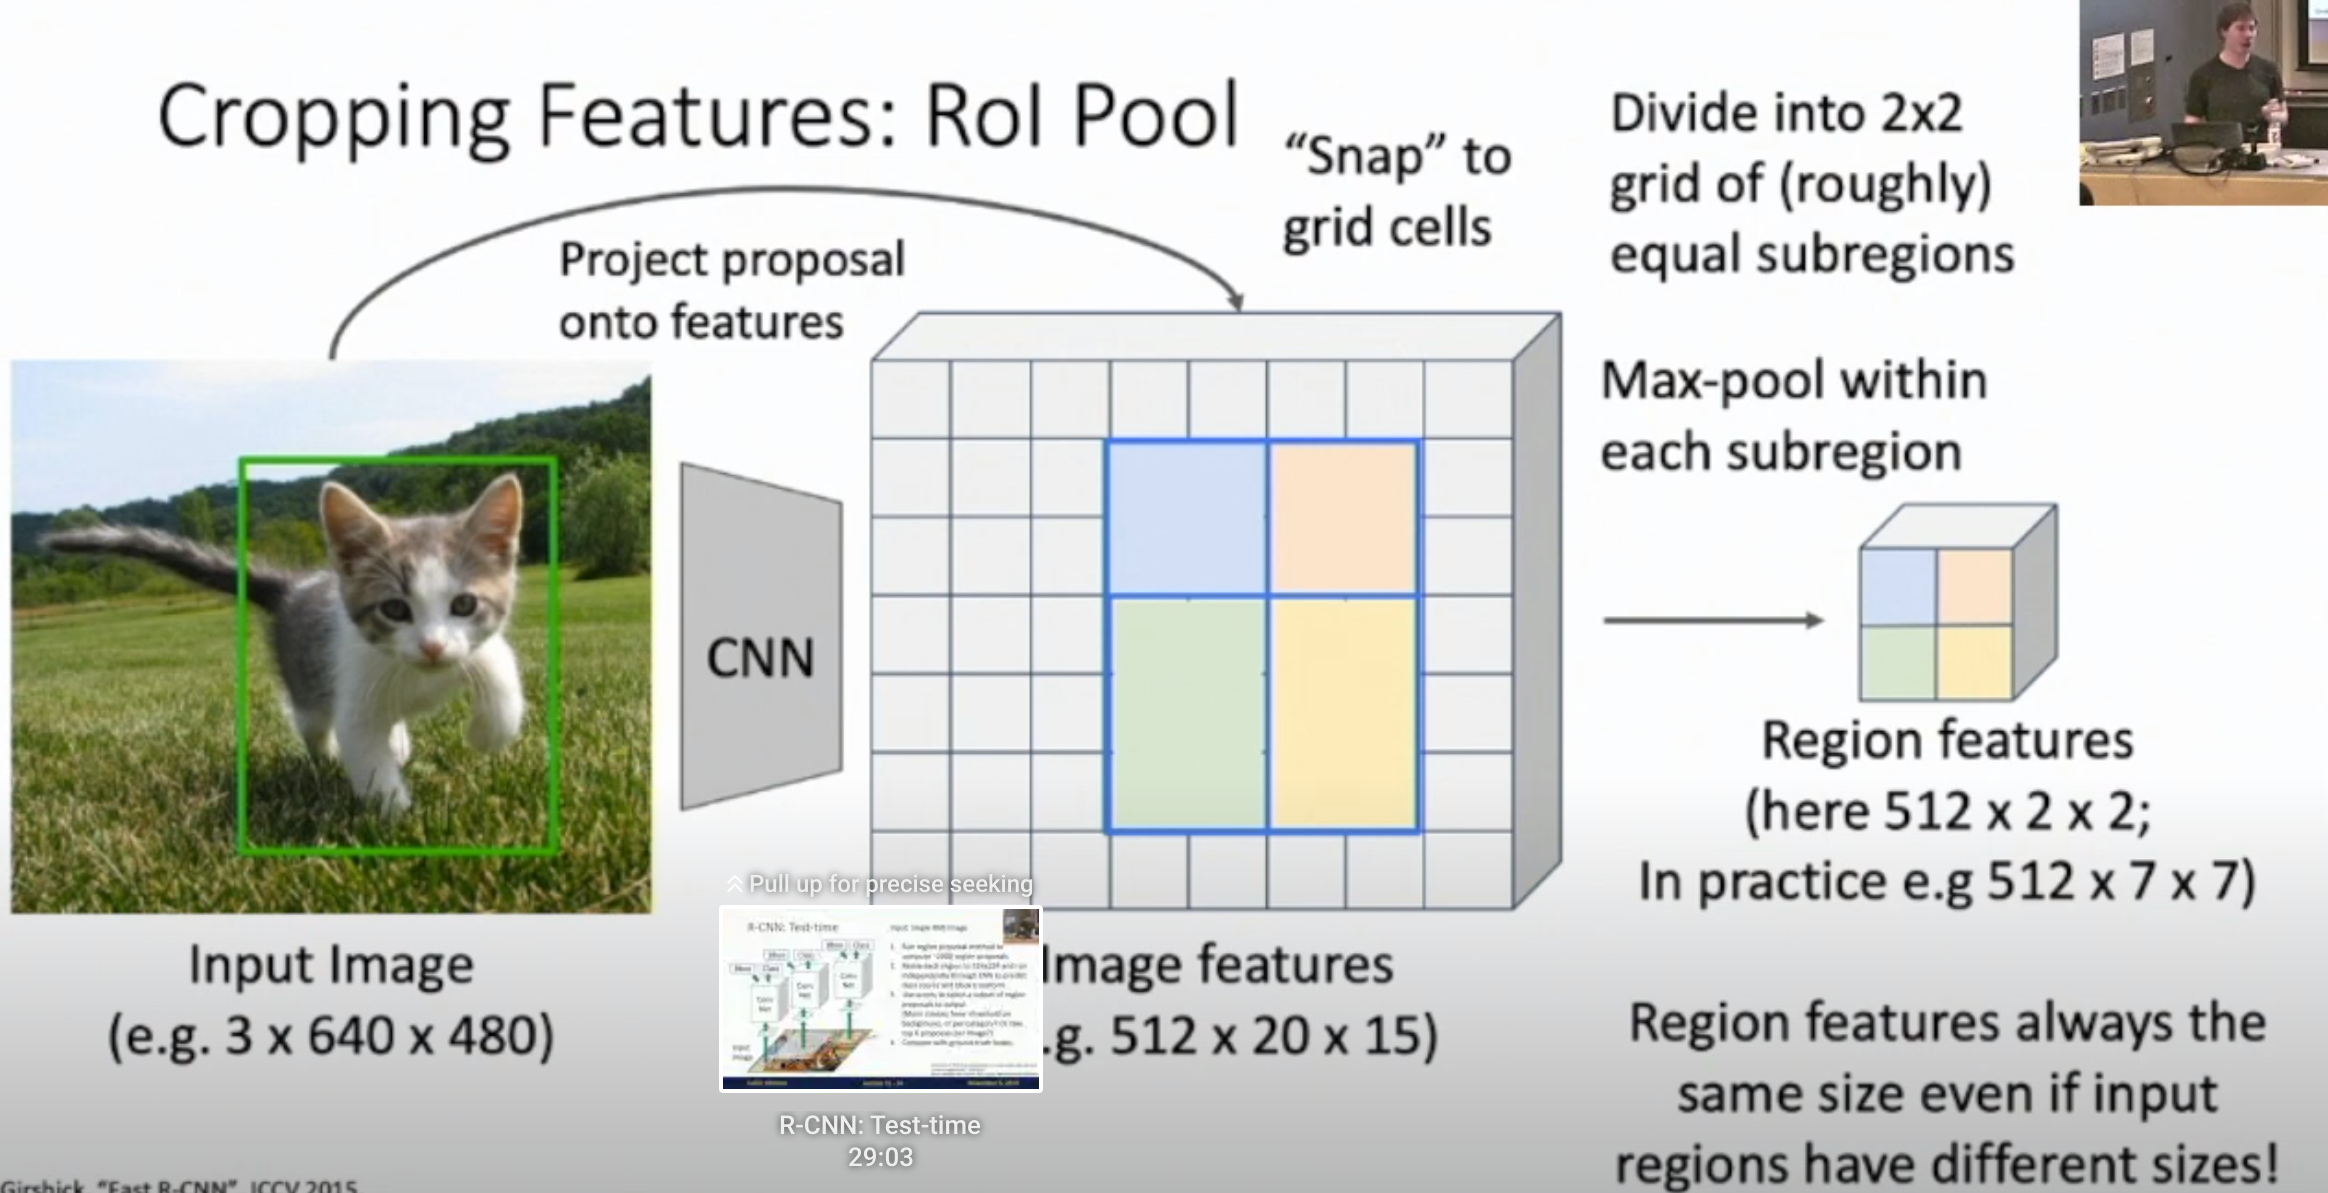 Cropping Features: RoI Pool
"Snap" to
grid cells
Divide into 2x2
grid of (roughly)
equal subregions
Project proposal
onto features
Max-pool within
each subregion
CNN
Region features
(here 512 x 2 x 2;
In practice e.g 512 x 7 x 7)
Pull up for precise seeking
R-CNN: Test-time
Input Image
(e.g. 3 x 640 x 480)
Image features
.g. 512 x 20 x 15)
Region features always the
same size even if input
regions have different sizes!
R-CNN: Test-time
29:03
Girshick, "Fast R-CNN", ICCV 2015